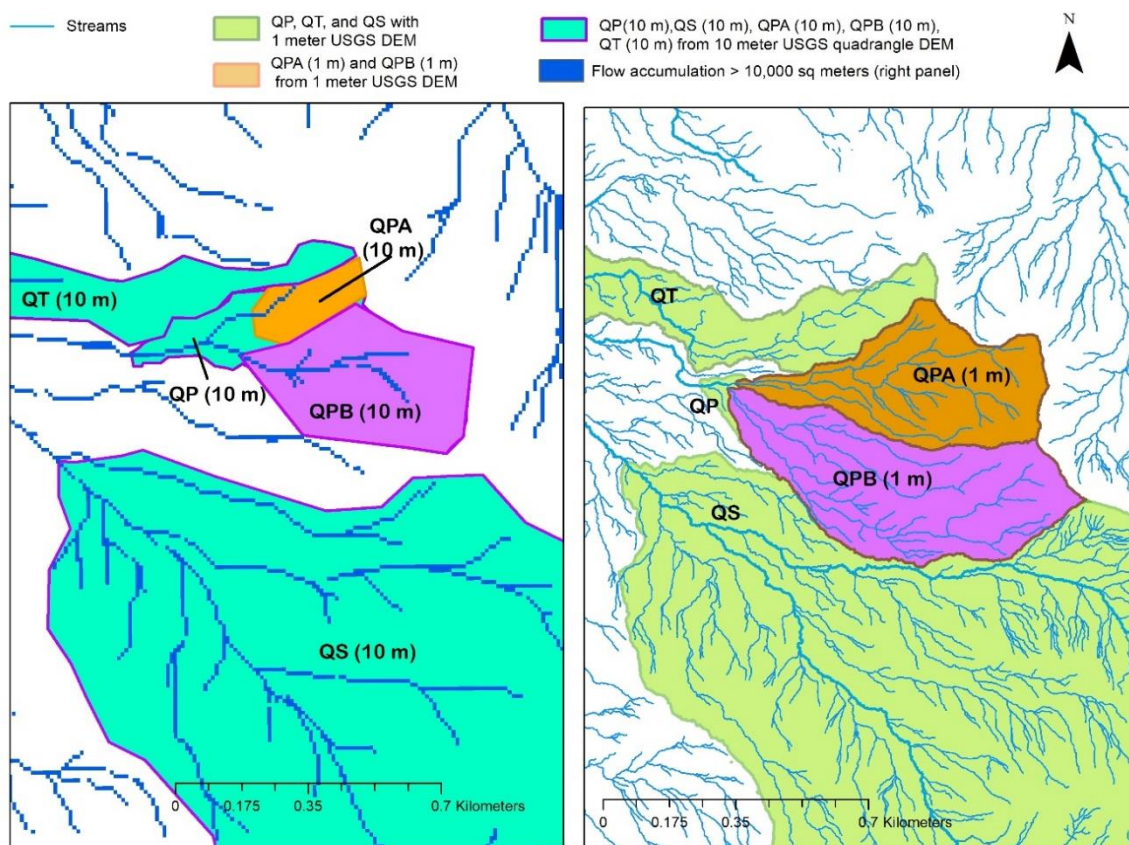 Streams
QP, QT, and QS with
1 meter USGS DEM
QPA (1 m) and QPB (1 m)
from 1 meter USGS DEM
QP(10 m),QS (10 m), QPA (10 m), QPB (10 m),
QT (10 m) from 10 meter USGS quadrangle DEM
Flow accumulation > 10,000 sq meters (right panel)
N
QPA
(10 m)
QT (10 m)
QP (10 m)
QPB (10 m)
QS (10 m)
0 0.175 0.35 0.7 Kilometers
QT
QPA (1 m)
QP
QPB (1 m)
QS
0 0.175 0.35 0.7 Kilometers